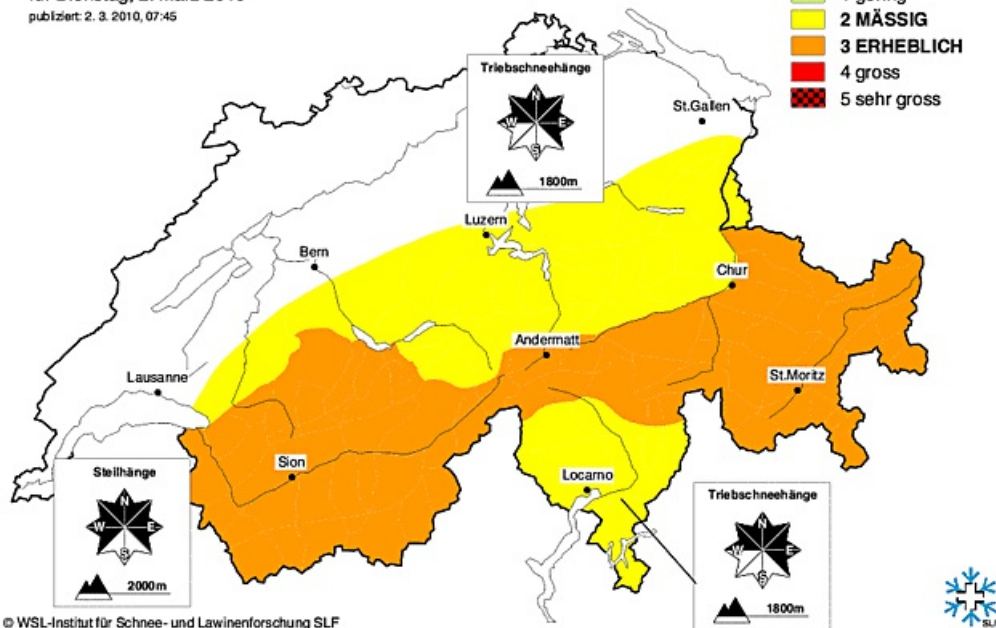 publiziert: 2. 3. 2010, 07:45
2 MÄSSIG
3 ERHEBLICH
4 gross
5 sehr gross
Triebschneehänge
N
W E
S
1800m
St.Gallen
Luzern
Bern
Chur
Andermatt
Lausanne
St.Moritz
Sion
Locarno
Steilhänge
N
W E
S
2000m
Triebschneehänge
N
W E
S
1800m
© WSL-Institut für Schnee- und Lawinenforschung SLF
SLF